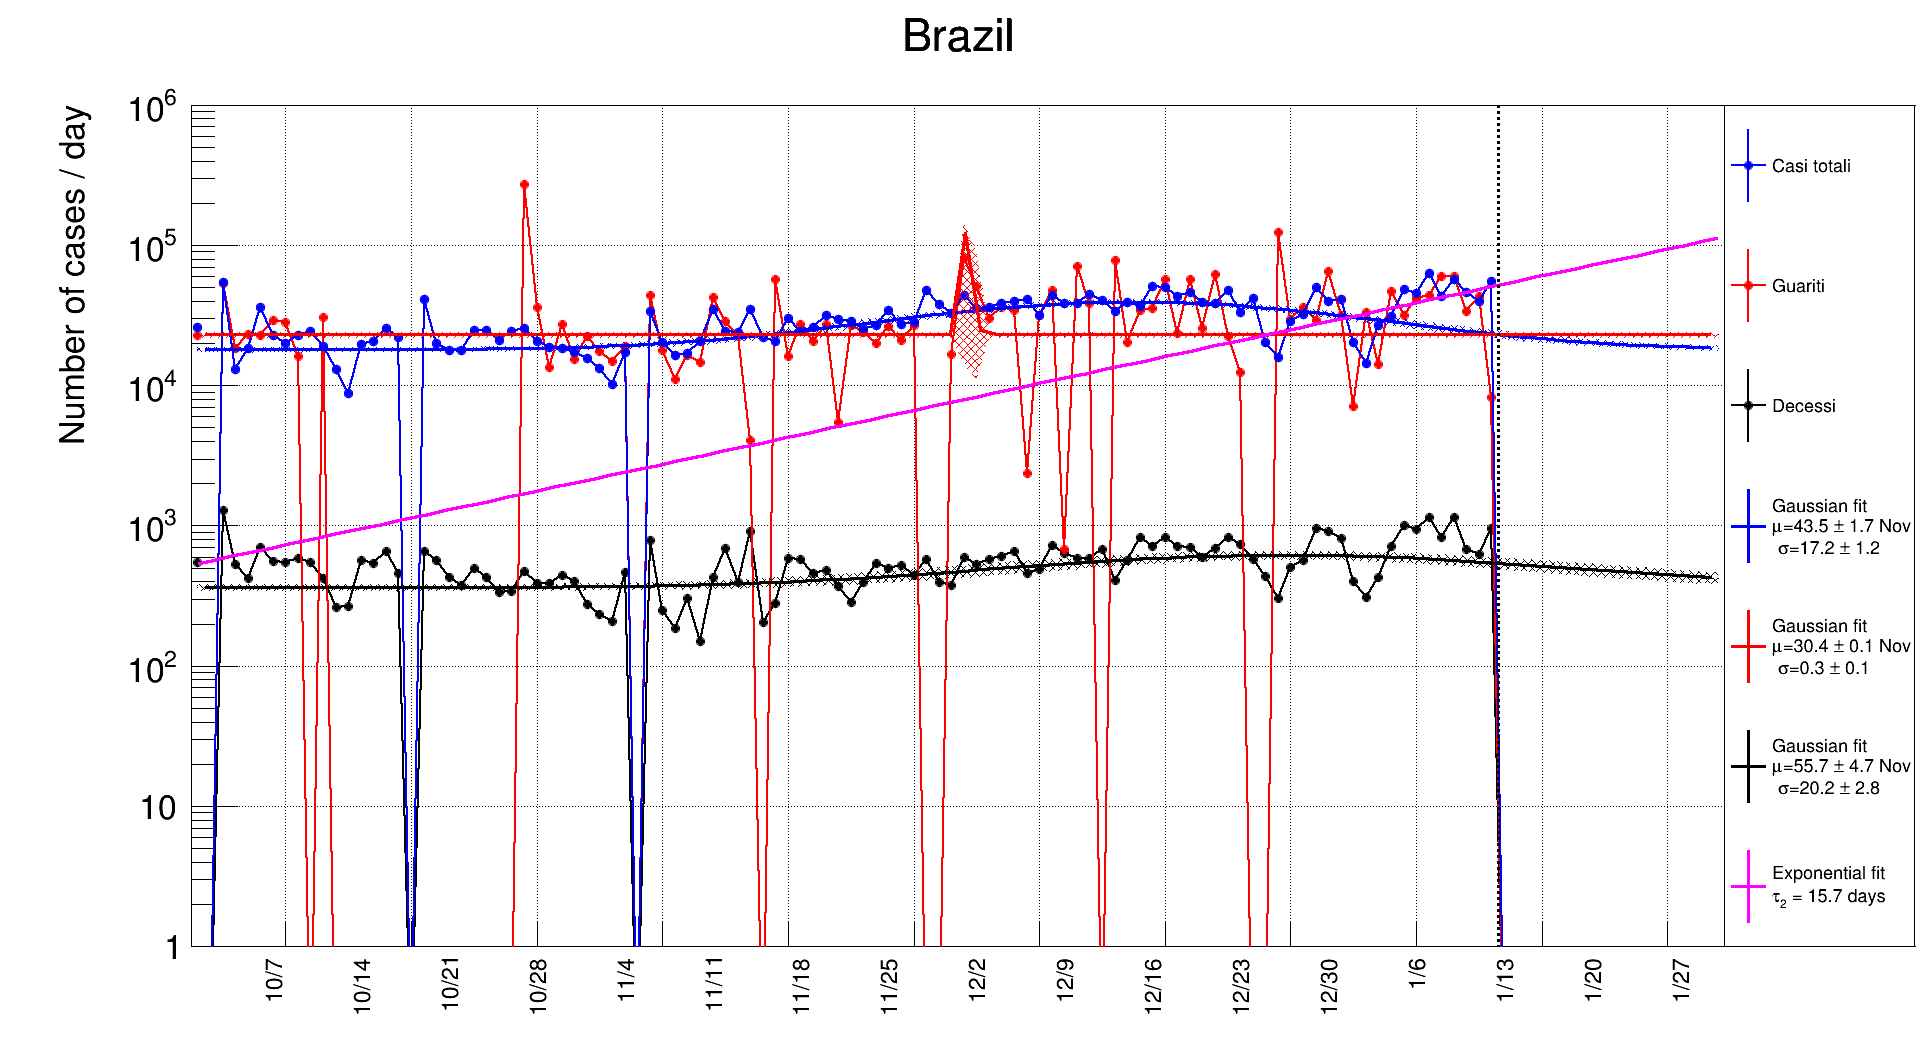 Brazil
Number of cases / day
10^6
10^5
10^4
10^3
10^2
10
1
10/7 10/14 10/21 10/28 11/4 11/11 11/18 11/25 12/2 12/9 12/16 12/23 12/30 1/6 1/13 1/20 1/27
Casi totali
Guariti
Decessi
Gaussian fit
μ=43.5 ± 1.7 Nov
σ=17.2 ± 1.2
Gaussian fit
μ=30.4 ± 0.1 Nov
σ=0.3 ± 0.1
Gaussian fit
μ=55.7 ± 4.7 Nov
σ=20.2 ± 2.8
Exponential fit
τ₂ = 15.7 days